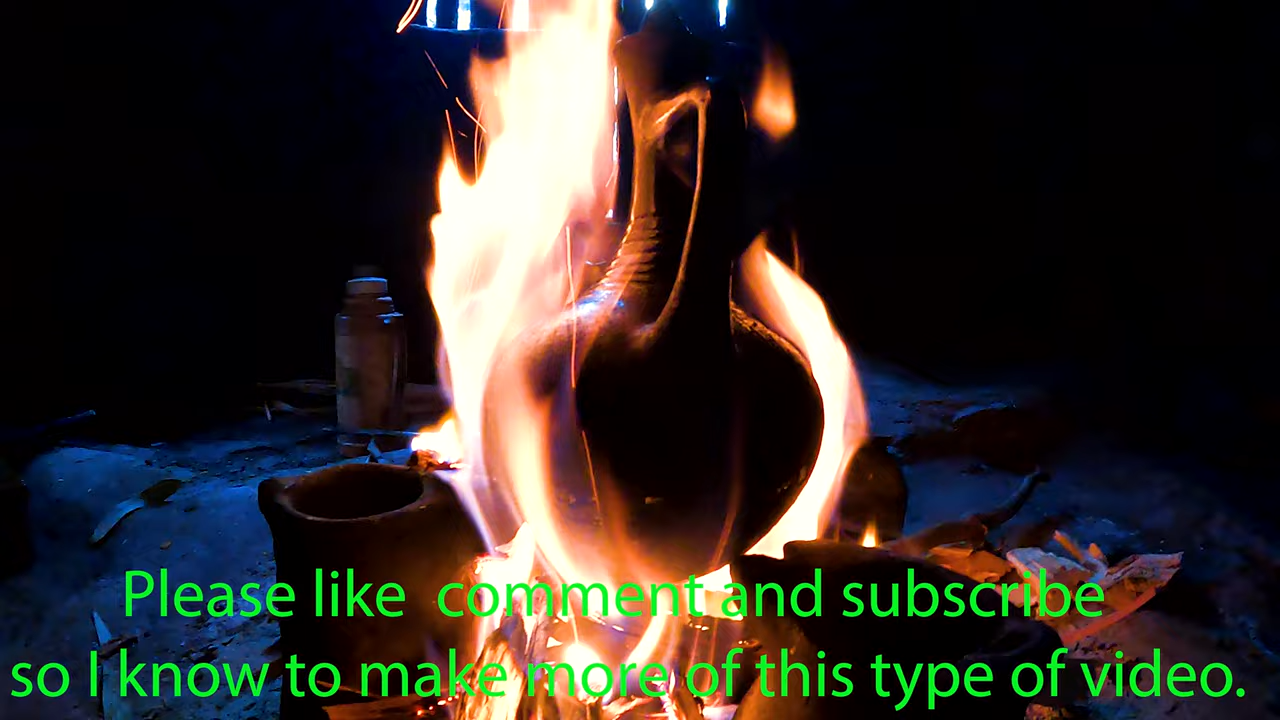 Please like  comment and subscribe
so I know to make more of this type of video.